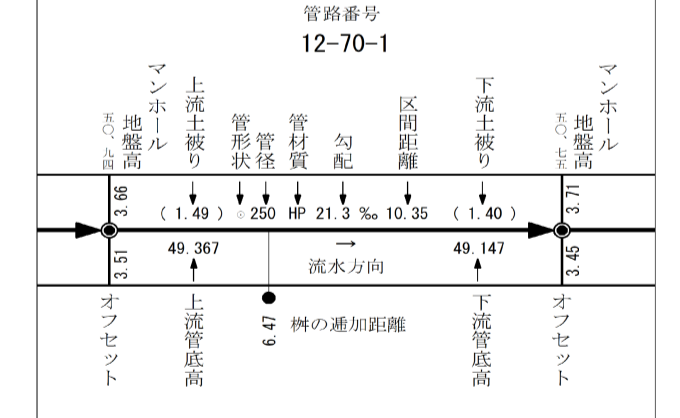 管路番号
12-70-1
マンホール
地盤高
五〇、九四
上流土被り
管形状
管径
管材質
勾配
区間距離
下流土被り
マンホール
地盤高
五〇、七五
3.66
( 1.49 ) ○ 250 HP 21.3 ‰ 10.35 ( 1.40 )
3.71
3.51
49.367
→
流水方向
49.147
3.45
オフセット
上流管底高
6.47
桝の逓加距離
下流管底高
オフセット